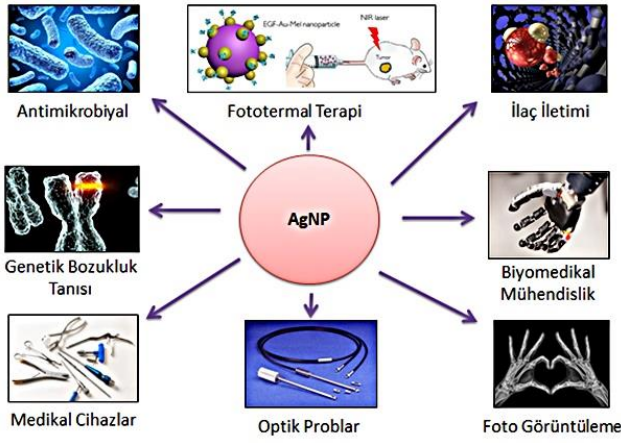 EGF-Au-Mel nanoparticle
NIR laser
Tumor
Antimikrobiyal
Fototermal Terapi
İlaç İletimi
AgNP
Genetik Bozukluk
Tanısı
Biyomedikal
Mühendislik
Medikal Cihazlar
Optik Problar
Foto Görüntüleme